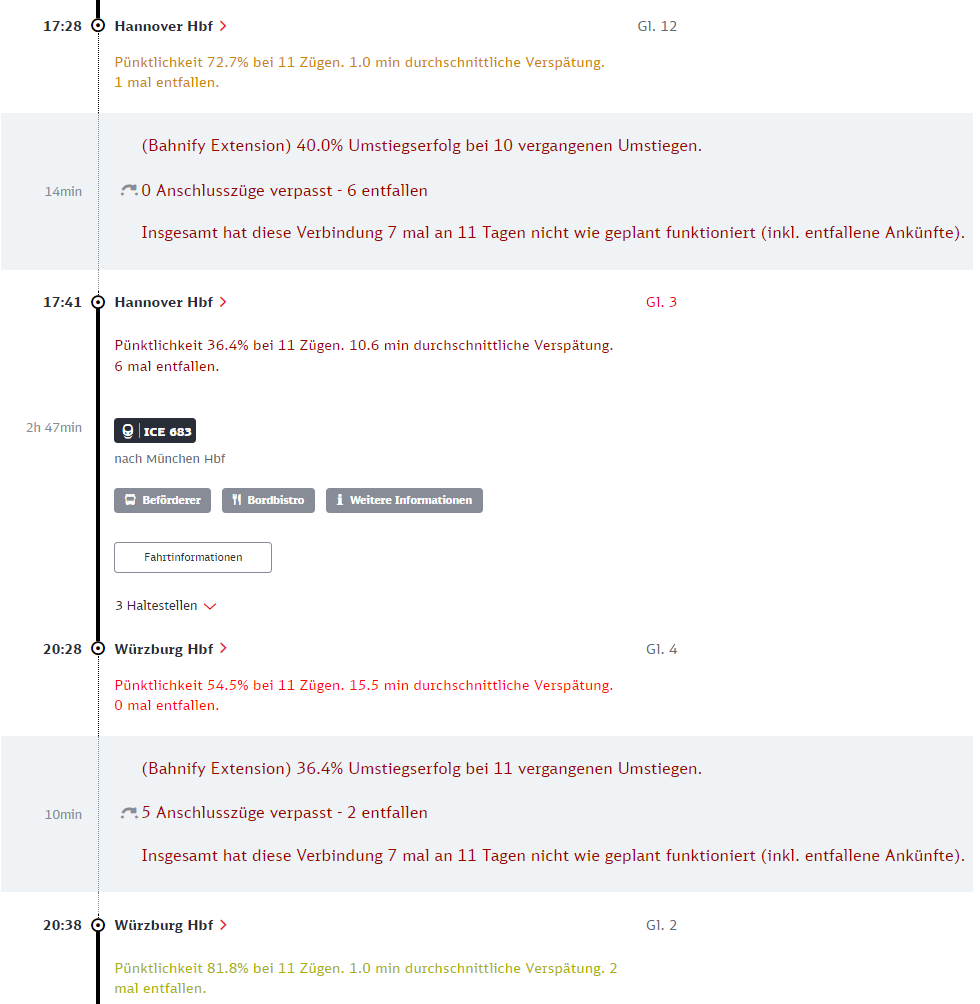 17:28 Hannover Hbf Gl. 12
Pünktlichkeit 72.7% bei 11 Zügen. 1.0 min durchschnittliche Verspätung.
1 mal entfallen.
(Bahnify Extension) 40.0% Umstiegserfolg bei 10 vergangenen Umstiegen.
14min 0 Anschlusszüge verpasst - 6 entfallen
Insgesamt hat diese Verbindung 7 mal an 11 Tagen nicht wie geplant funktioniert (inkl. entfallene Ankünfte).
17:41 Hannover Hbf Gl. 3
Pünktlichkeit 36.4% bei 11 Zügen. 10.6 min durchschnittliche Verspätung.
6 mal entfallen.
2h 47min ICE 683
nach München Hbf
Beförderer Bordbistro Weitere Informationen
Fahrtinformationen
3 Haltestellen
20:28 Würzburg Hbf Gl. 4
Pünktlichkeit 54.5% bei 11 Zügen. 15.5 min durchschnittliche Verspätung.
0 mal entfallen.
(Bahnify Extension) 36.4% Umstiegserfolg bei 11 vergangenen Umstiegen.
10min 5 Anschlusszüge verpasst - 2 entfallen
Insgesamt hat diese Verbindung 7 mal an 11 Tagen nicht wie geplant funktioniert (inkl. entfallene Ankünfte).
20:38 Würzburg Hbf Gl. 2
Pünktlichkeit 81.8% bei 11 Zügen. 1.0 min durchschnittliche Verspätung. 2
mal entfallen.